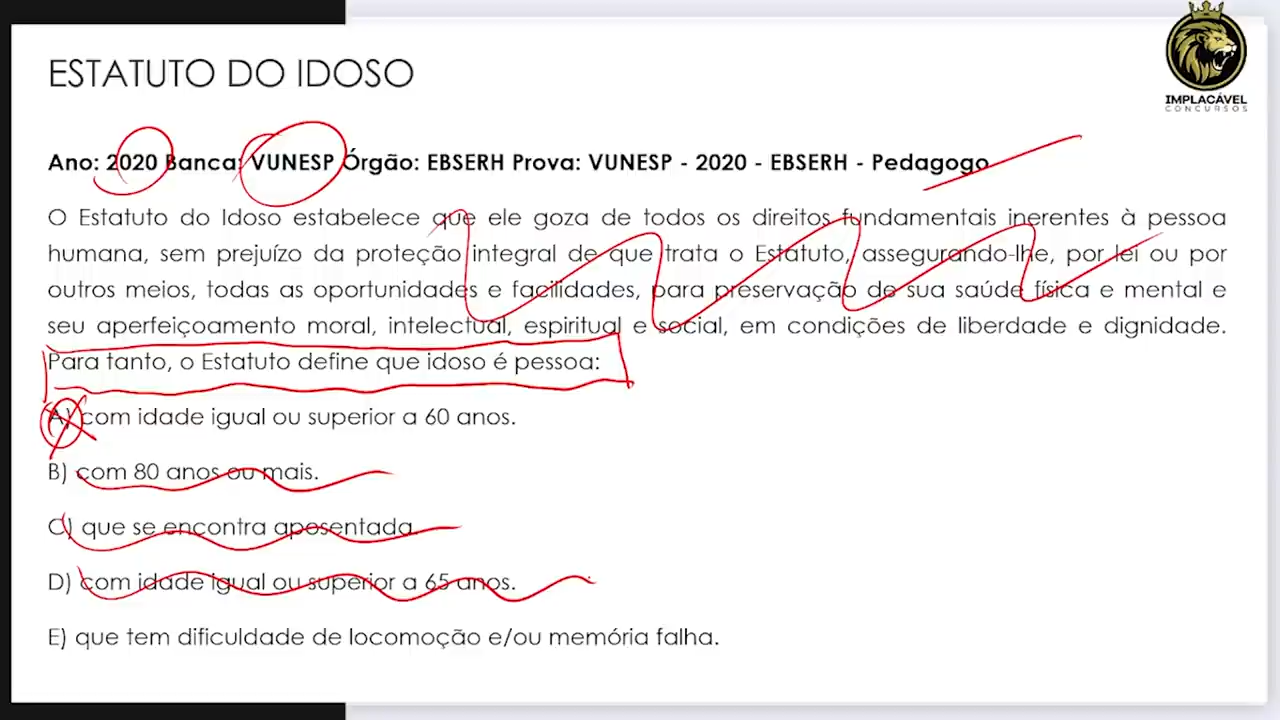 IMPLACÁVEL
CONCURSOS
ESTATUTO DO IDOSO
Ano: 2020 Banca: VUNESP Órgão: EBSERH Prova: VUNESP - 2020 - EBSERH - Pedagogo
O Estatuto do Idoso estabelece que ele goza de todos os direitos fundamentais inerentes à pessoa
humana, sem prejuízo da proteção integral de que trata o Estatuto, assegurando-lhe, por lei ou por
outros meios, todas as oportunidades e facilidades, para preservação de sua saúde física e mental e
seu aperfeiçoamento moral, intelectual, espiritual e social, em condições de liberdade e dignidade.
Para tanto, o Estatuto define que idoso é pessoa:
A) com idade igual ou superior a 60 anos.
B) com 80 anos ou mais.
C) que se encontra aposentada.
D) com idade igual ou superior a 65 anos.
E) que tem dificuldade de locomoção e/ou memória falha.